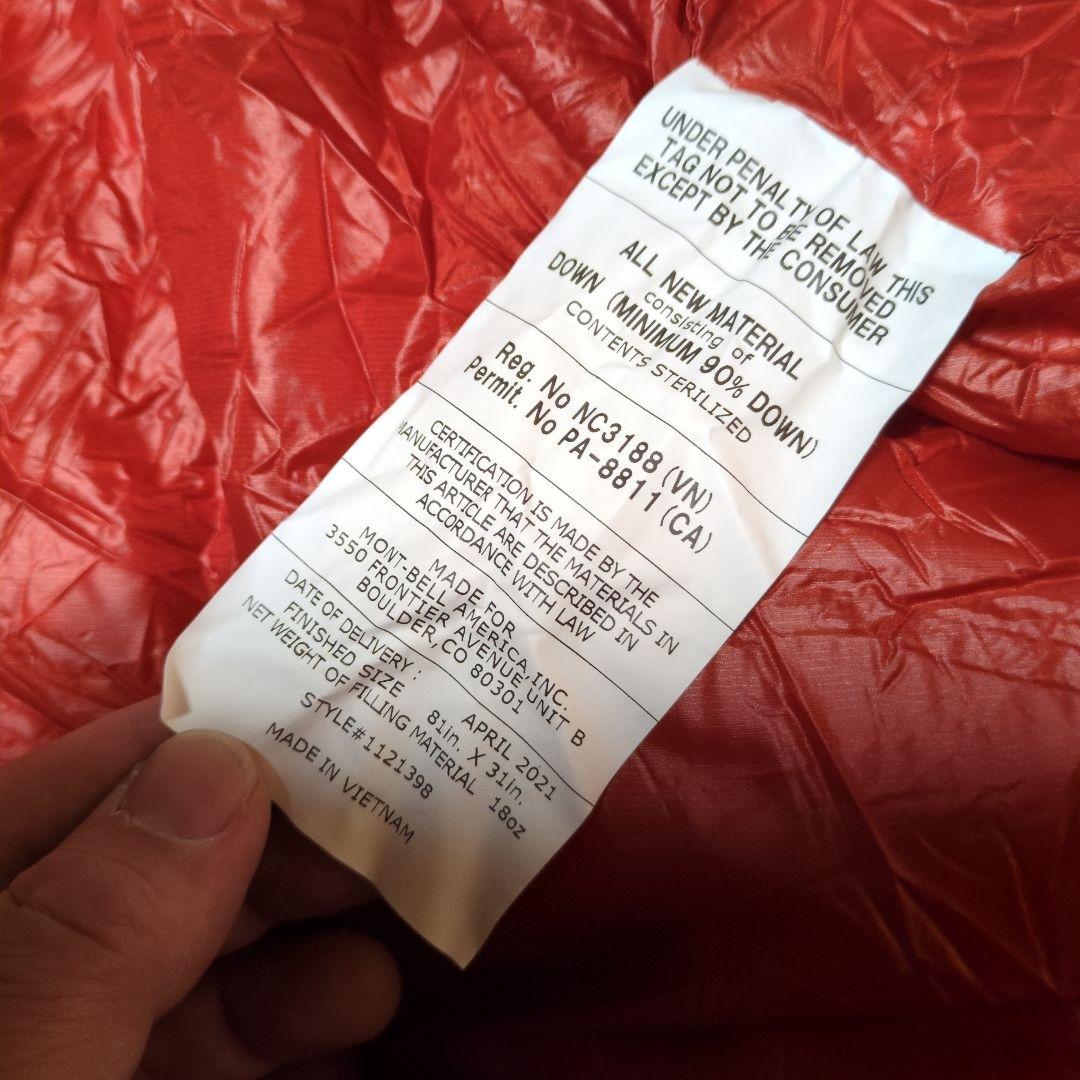 UNDER PENALTY OF LAW THIS
TAG NOT TO BE REMOVED
EXCEPT BY THE CONSUMER
ALL NEW MATERIAL
consisting of
DOWN (MINIMUM 90% DOWN)
CONTENTS STERILIZED
Reg. No NC3188 (VN)
Permit. No PA-8811 (CA)
CERTIFICATION IS MADE BY THE
MANUFACTURER THAT THE MATERIALS IN
THIS ARTICLE ARE DESCRIBED IN
ACCORDANCE WITH LAW
MADE FOR
MONT-BELL AMERICA,INC.
3550 FRONTIER AVENUE,UNIT B
BOULDER, CO 80301
DATE OF DELIVERY : APRIL 2021
FINISHED SIZE 81in. X 31in.
NET WEIGHT OF FILLING MATERIAL 18oz
STYLE# 1121398
MADE IN VIETNAM